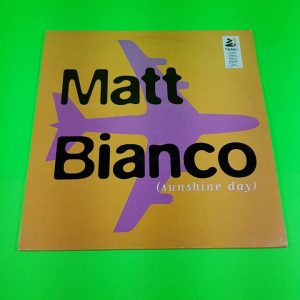 Matt
Bianco
(sunshine day)